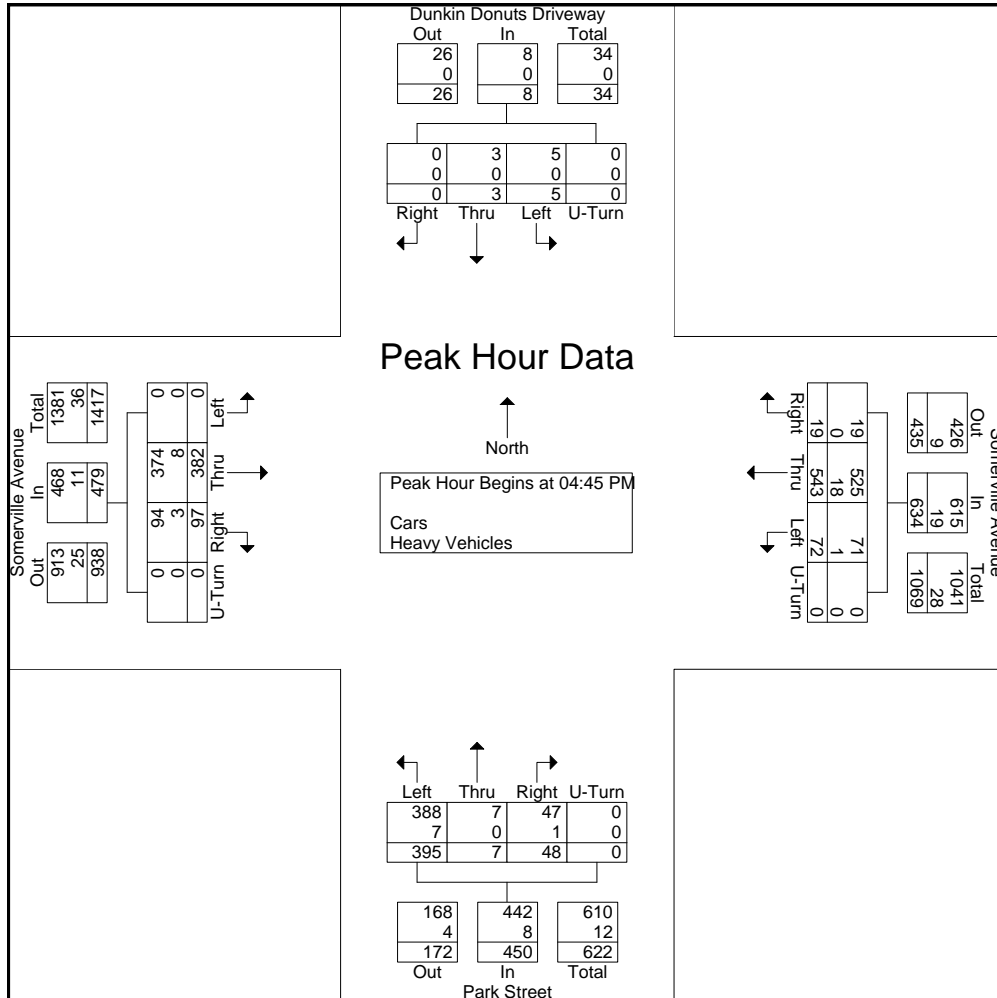 Dunkin Donuts Driveway
Out In Total
26 8 34
0 0 0
26 8 34
0 3 5 0
0 0 0 0
0 3 5 0
Right Thru Left U-Turn
Peak Hour Data
North
Peak Hour Begins at 04:45 PM
Cars
Heavy Vehicles
Somerville Avenue
Total In Out
1381 468 913
36 11 25
1417 479 938
0 374 94 0
0 8 3 0
0 382 97 0
Left Thru Right U-Turn
Somerville Avenue
Out In Total
426 615 1041
9 19 28
435 634 1069
19 525 71 0
0 18 1 0
19 543 72 0
Right Thru Left U-Turn
Left Thru Right U-Turn
388 7 47 0
7 0 1 0
395 7 48 0
168 442 610
4 8 12
172 450 622
Out In Total
Park Street